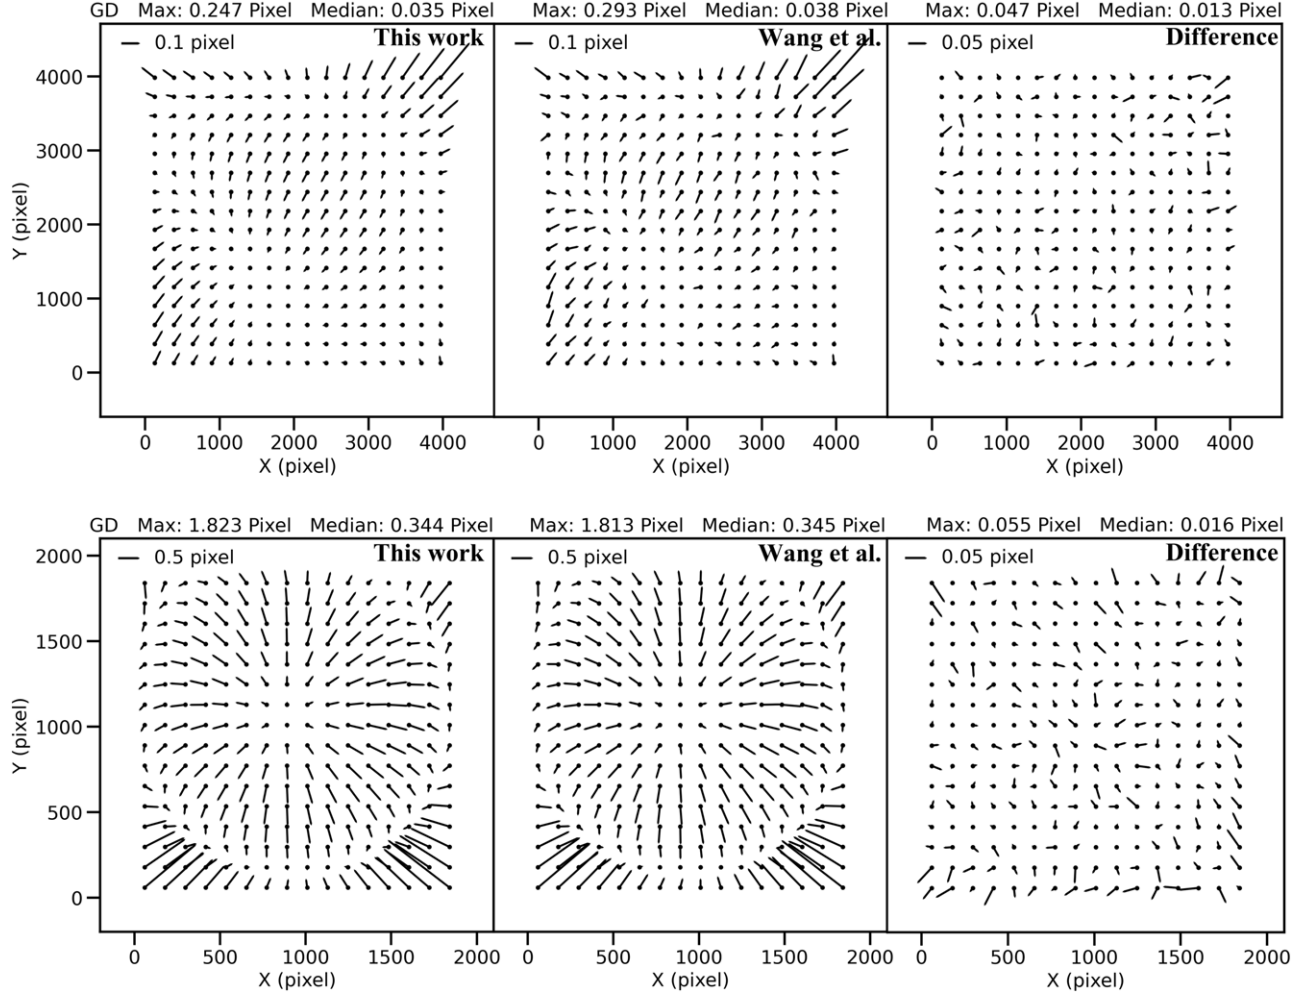 GD Max: 0.247 Pixel Median: 0.035 Pixel Max: 0.293 Pixel Median: 0.038 Pixel Max: 0.047 Pixel Median: 0.013 Pixel
0.1 pixel This work 0.1 pixel Wang et al. 0.05 pixel Difference
4000
3000
2000
1000
0
Y (pixel)
0 1000 2000 3000 4000 0 1000 2000 3000 4000 0 1000 2000 3000 4000
X (pixel) X (pixel) X (pixel)
GD Max: 1.823 Pixel Median: 0.344 Pixel Max: 1.813 Pixel Median: 0.345 Pixel Max: 0.055 Pixel Median: 0.016 Pixel
0.5 pixel This work 0.5 pixel Wang et al. 0.05 pixel Difference
2000
1500
1000
500
0
Y (pixel)
0 500 1000 1500 2000 0 500 1000 1500 2000 0 500 1000 1500 2000
X (pixel) X (pixel) X (pixel)